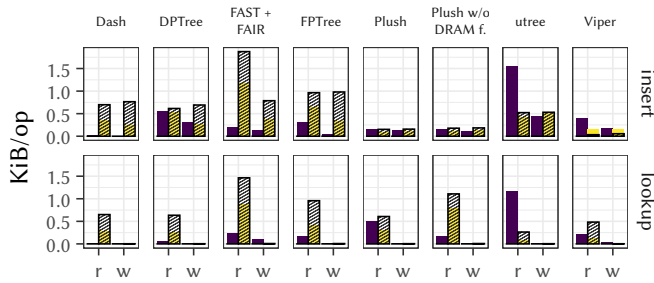 Dash DPTree FAST + FAIR FPTree Plush Plush w/o DRAM f. utree Viper
KiB/op
1.5
1.0
0.5
0.0
insert
1.5
1.0
0.5
0.0
lookup
r w r w r w r w r w r w r w r w